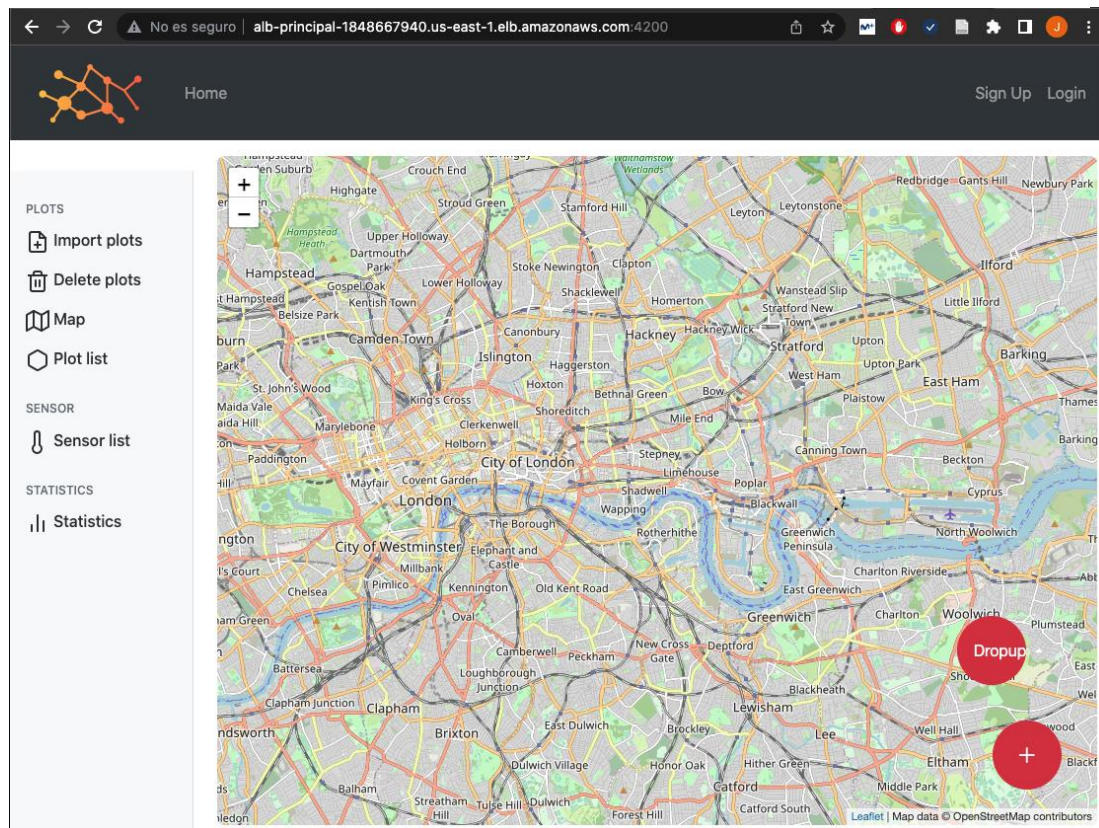 No es seguro | alb-principal-1848667940.us-east-1.elb.amazonaws.com:4200
J
Home
Sign Up Login
PLOTS
Import plots
Delete plots
Map
Plot list
SENSOR
Sensor list
STATISTICS
Statistics
+
−
Crouch End
Walthamstow
Wetlands
Highgate
Stroud Green
Stamford Hill
Leyton
Leytonstone
Redbridge
Gants Hill
Newbury Park
Hampstead
Heath
Upper Holloway
Dartmouth
Park
Hampstead
Gospel Oak
Lower Holloway
Stoke Newington
Clapton
Ilford
Kentish Town
Shacklewell
Homerton
Wanstead Slip
Stratford New
Town
Little Ilford
Belsize Park
Camden Town
Canonbury
Hackney
Hackney Wick
Stratford
Upton
Barking
Islington
Haggerston
West Ham
Upton Park
East Ham
St. John's Wood
King's Cross
Hoxton
Bethnal Green
Bow
Plaistow
Maida Vale
Shoreditch
Marylebone
Clerkenwell
Mile End
Paddington
Holborn
City of London
Stepney
Canning Town
Beckton
Barking
Mayfair
Covent Garden
Limehouse
Poplar
London
Shadwell
Wapping
Blackwall
Cyprus
The Borough
Rotherhithe
Greenwich
Peninsula
North Woolwich
City of Westminster
Elephant and
Castle
Millbank
Pimlico
Kennington
Old Kent Road
Charlton Riverside
Chelsea
East Greenwich
Oval
Greenwich
Charlton
Woolwich
Plumstead
Camberwell
Peckham
New Cross
Gate
Deptford
Dropup
Battersea
Loughborough
Junction
East
Blackheath
Clapham Junction
Clapham
Lewisham
Brixton
East Dulwich
Brockley
Lee
Well Hall
+
Dulwich Village
Honor Oak
Hither Green
Eltham
Balham
Catford
Middle Park
Streatham
Hill
Tulse Hill
Dulwich
Forest Hill
Catford South
Leaflet | Map data © OpenStreetMap contributors